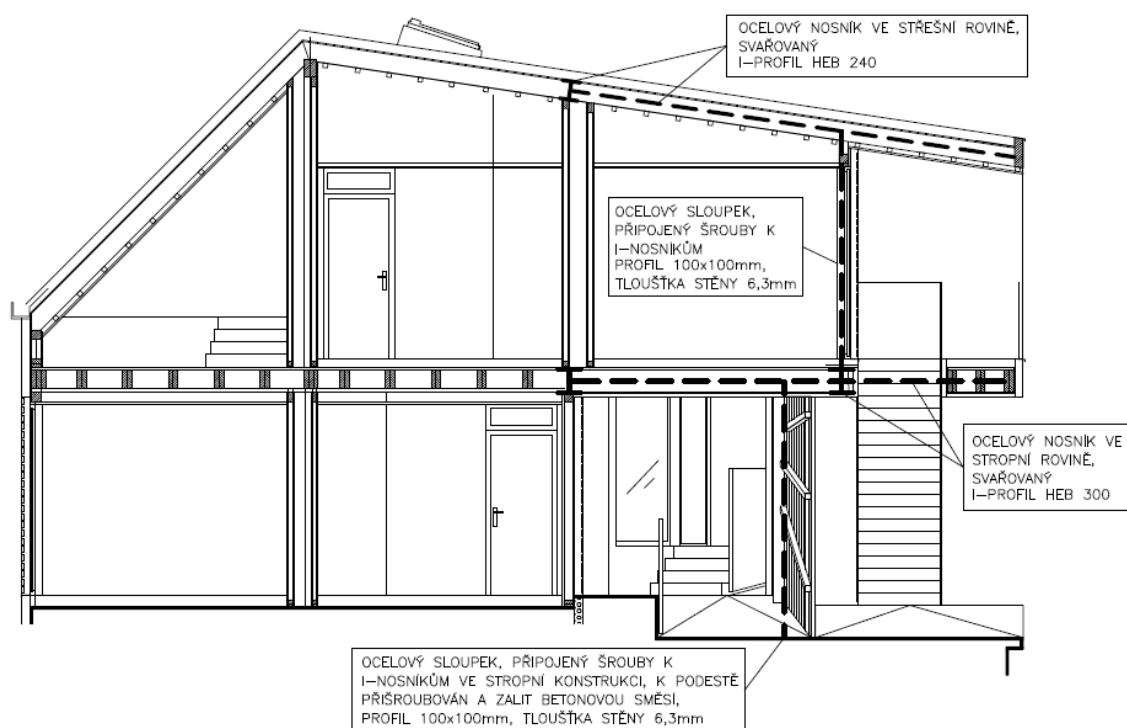 OCELOVÝ NOSNÍK VE STŘEŠNÍ ROVINĚ,
SVAŘOVANÝ
I–PROFIL HEB 240
OCELOVÝ SLOUPEK,
PŘIPOJENÝ ŠROUBY K
I–NOSNÍKŮM
PROFIL 100x100mm,
TLOUŠŤKA STĚNY 6,3mm
OCELOVÝ NOSNÍK VE
STROPNÍ ROVINĚ,
SVAŘOVANÝ
I–PROFIL HEB 300
OCELOVÝ SLOUPEK, PŘIPOJENÝ ŠROUBY K
I–NOSNÍKŮM VE STROPNÍ KONSTRUKCI, K PODESTĚ
PŘIŠROUBOVÁN A ZALIT BETONOVOU SMĚSÍ,
PROFIL 100x100mm, TLOUŠŤKA STĚNY 6,3mm